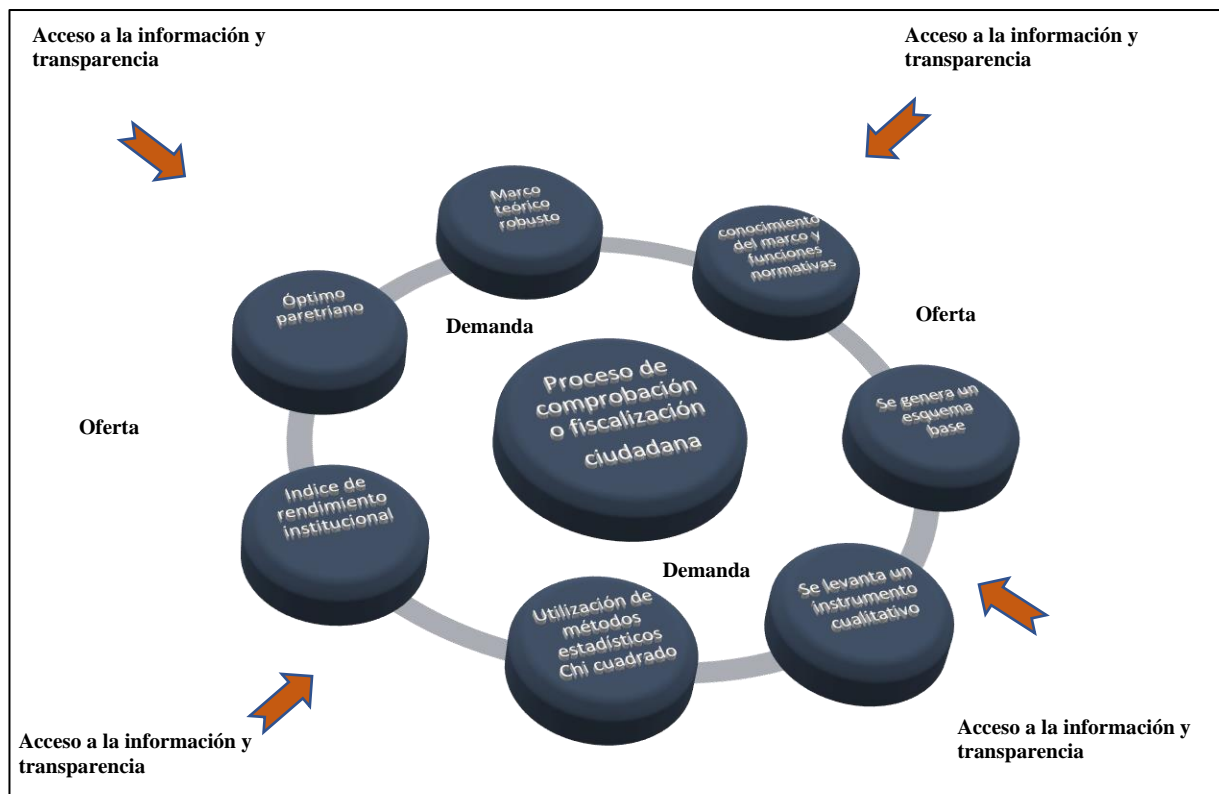 Acceso a la información y
transparencia
Acceso a la información y
transparencia
Marco
teórico
robusto
conocimiento
del marco y
funciones
normativas
Óptimo
paretriano
Demanda
Oferta
Proceso de
comprobación
o fiscalización
ciudadana
Se genera un
esquema
base
Oferta
Indice de
rendimiento
institucional
Demanda
Se levanta un
instrumento
cualitativo
Utilización de
métodos
estadísticos
Chi cuadrado
Acceso a la información y
transparencia
Acceso a la información y
transparencia